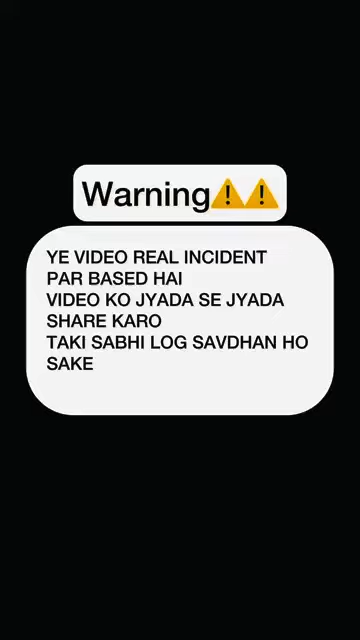 Warning⚠️⚠️
YE VIDEO REAL INCIDENT
PAR BASED HAI
VIDEO KO JYADA SE JYADA
SHARE KARO
TAKI SABHI LOG SAVDHAN HO
SAKE